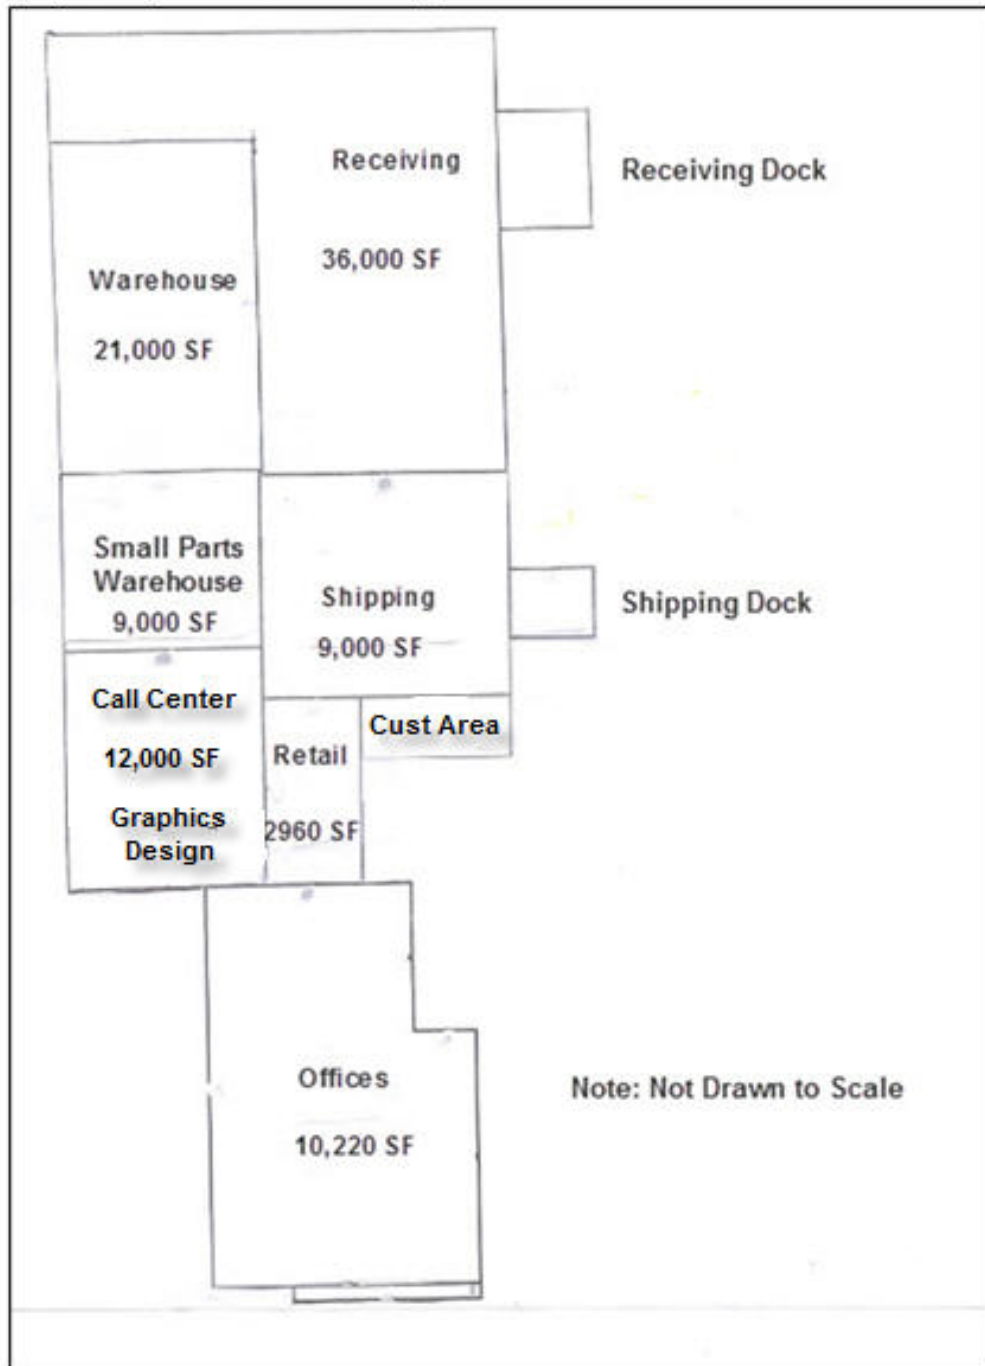 Receiving
Receiving Dock
36,000 SF
Warehouse
21,000 SF
Small Parts
Warehouse
9,000 SF
Shipping
Shipping Dock
9,000 SF
Call Center
12,000 SF
Graphics
Design
Retail
2960 SF
Cust Area
Offices
10,220 SF
Note: Not Drawn to Scale